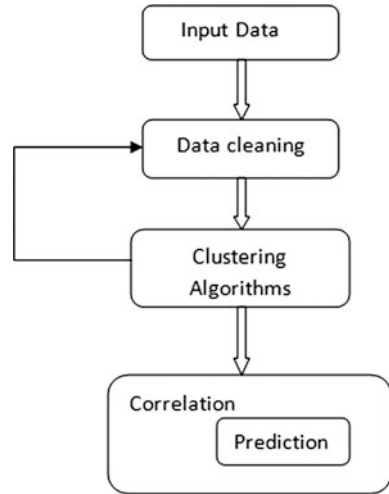 Input Data
Data cleaning
Clustering
Algorithms
Correlation
Prediction